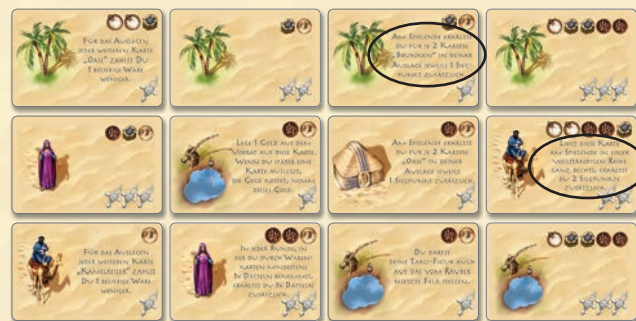 FÜR DAS AUSLEGEN
JEDER WEITEREN KARTE
„OASE“ ZAHLST DU
1 BELIEBIGE WARE
WENIGER.
AM SPIELENDE ERHÄLTST
DU FÜR JE 2 KARTEN
„BRUNNEN“ IN DEINER
AUSLAGE JEWEILS 1 SIEG-
PUNKT ZUSÄTZLICH.
LEGE 1 GOLD AUS DEM
VORRAT AUF DIESE KARTE.
WENN DU SPÄTER EINE
KARTE AUSLEGST,
DIE GOLD KOSTET, NIMM
DIESES GOLD.
AM SPIELENDE ERHÄLTST
DU FÜR JE 2 KARTEN
„OASE“ IN DEINER
AUSLAGE JEWEILS
1 SIEGPUNKT ZUSÄTZLICH.
LIEGT DIESE KARTE
AM SPIELENDE IN EINER
VOLLSTÄNDIGEN REIHE
GANZ RECHTS, ERHÄLTST
DU 2 SIEGPUNKTE
ZUSÄTZLICH.
FÜR DAS AUSLEGEN
JEDER WEITEREN KARTE
„KAMELREITER“ ZAHLST
DU 1 BELIEBIGE WARE
WENIGER.
IN JEDER RUNDE, IN
DER DU DURCH WAREN-
KARTEN MINDESTENS
DATTELN BEKOMMST,
ERHÄLTST DU DATTELN
ZUSÄTZLICH.
DU DARFST
DEINE TARGI-FIGUR AUCH
AUF DAS VOM RÄUBER
BESETZTE FELD STELLEN.